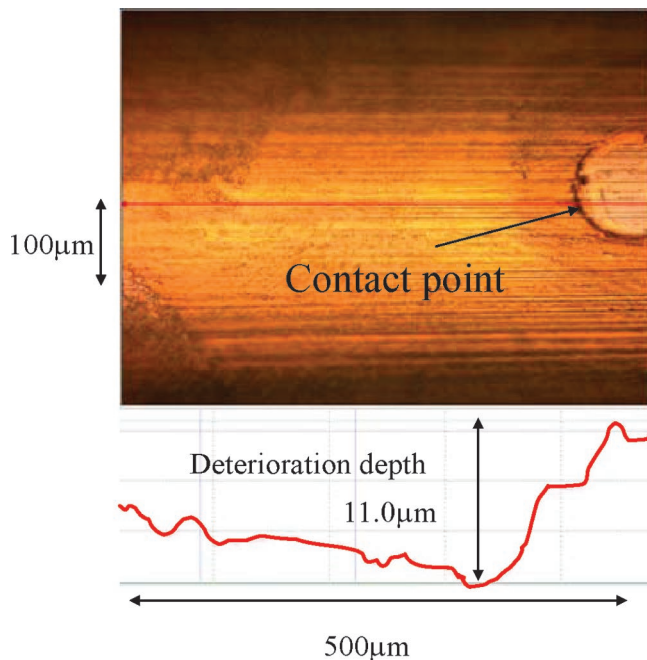 100μm
Contact point
Deterioration depth
11.0μm
500μm